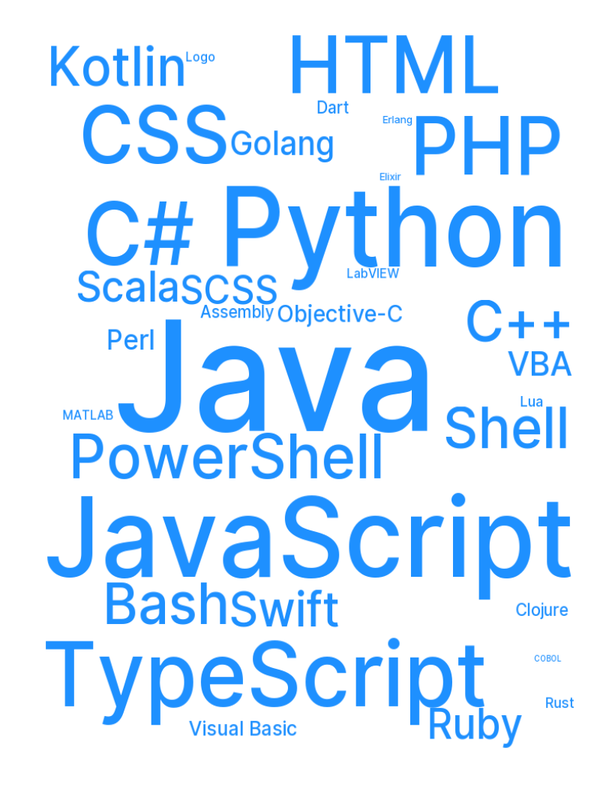 Kotlin Logo HTML
Dart
CSS Golang Erlang PHP
Elixir
C# Python
Scala SCSS LabVIEW
Assembly Objective-C C++
Perl Java VBA
MATLAB Lua
PowerShell Shell
JavaScript
Bash Swift Clojure
TypeScript COBOL
Rust
Visual Basic Ruby